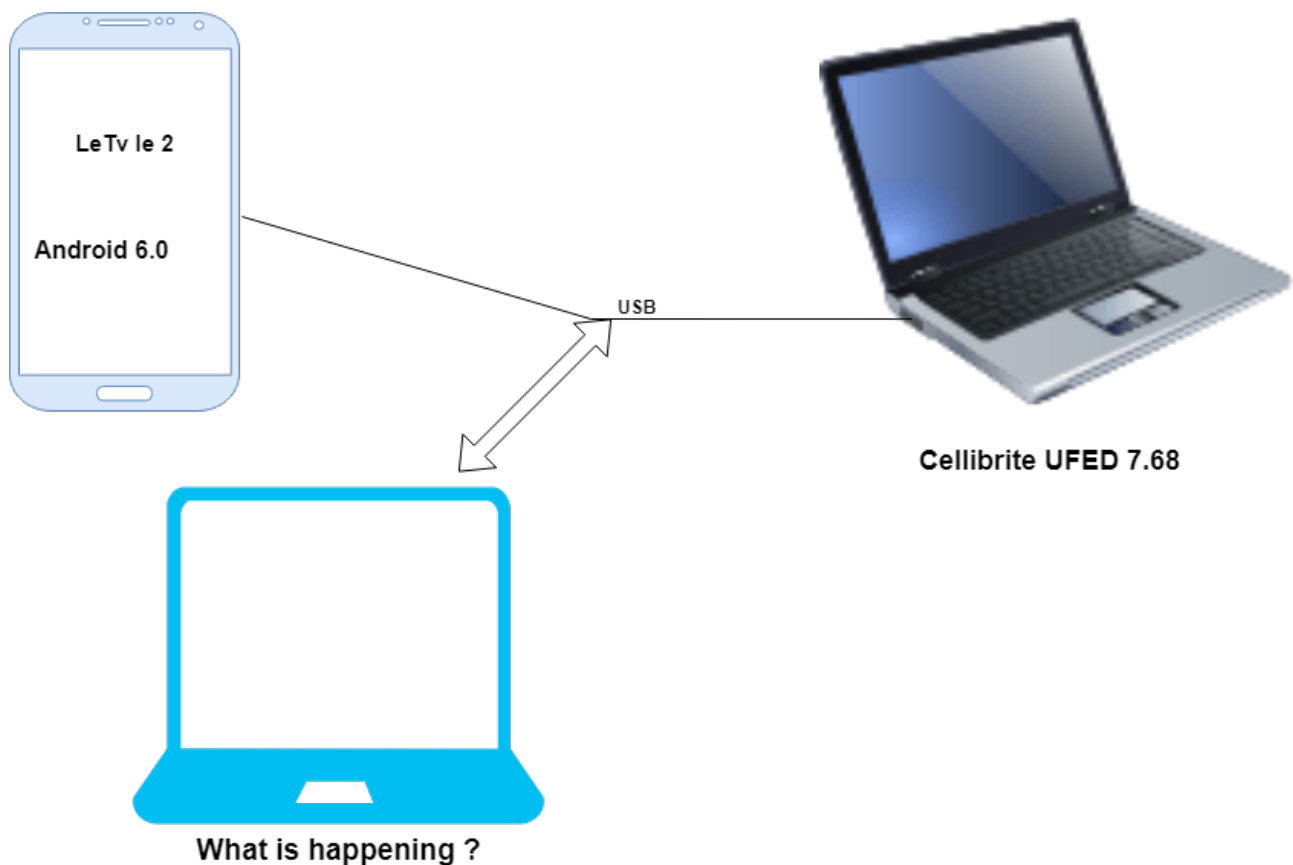 LeTv le 2
Android 6.0
USB
Cellibrite UFED 7.68
What is happening ?